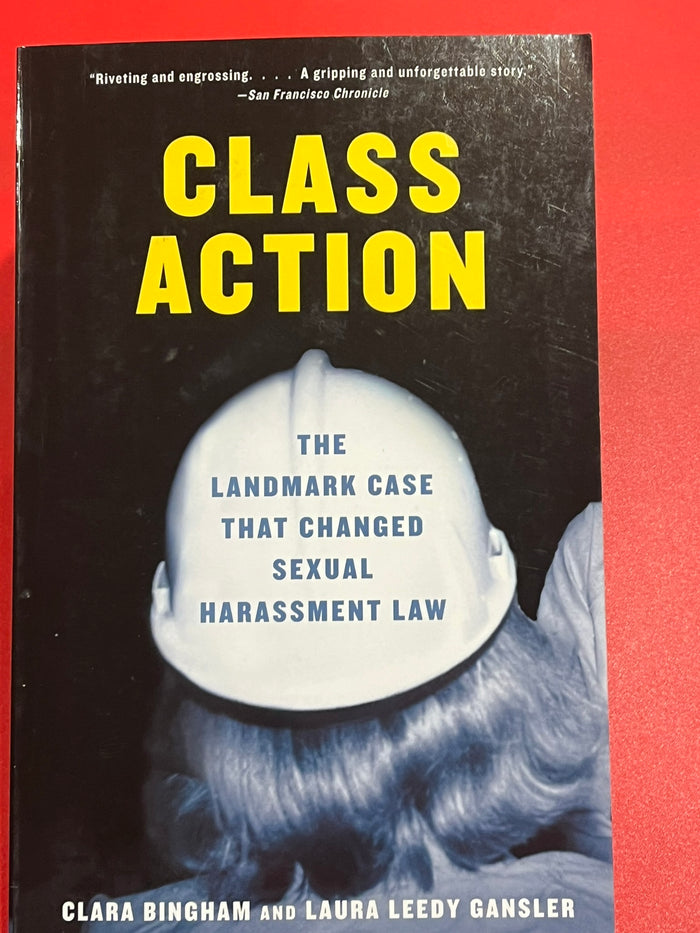 “Riveting and engrossing. . . . A gripping and unforgettable story.”
—San Francisco Chronicle
CLASS
ACTION
THE
LANDMARK CASE
THAT CHANGED
SEXUAL
HARASSMENT LAW
CLARA BINGHAM AND LAURA LEEDY GANSLER